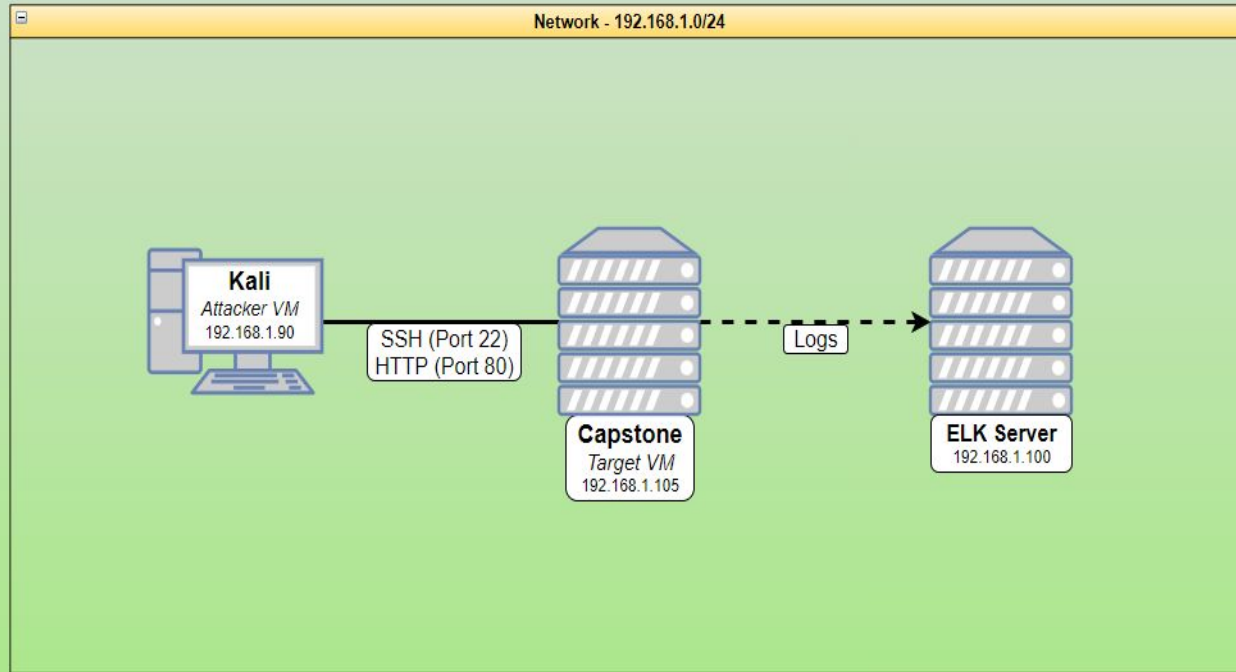 Network - 192.168.1.0/24
Kali
Attacker VM
192.168.1.90
SSH (Port 22)
HTTP (Port 80)
Logs
Capstone
Target VM
192.168.1.105
ELK Server
192.168.1.100